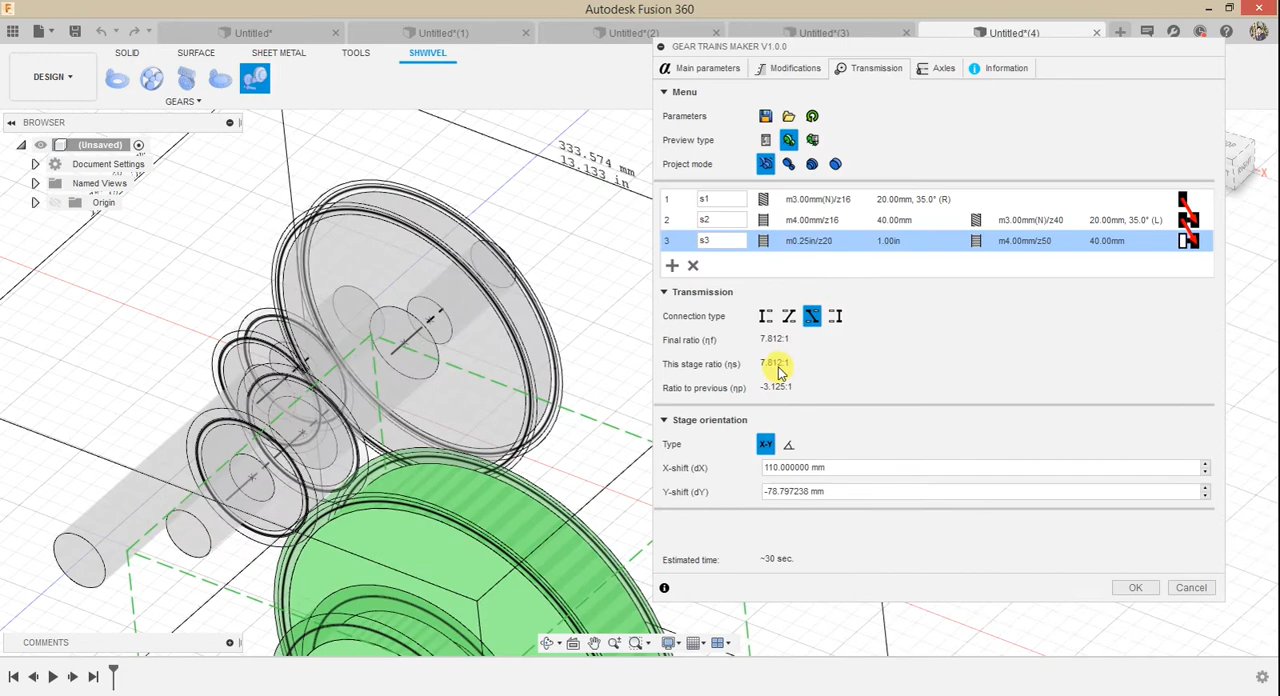 Autodesk Fusion 360
Untitled*
Untitled*(1)
Untitled*(2)
Untitled*(3)
Untitled*(4)
SOLID
SURFACE
SHEET METAL
TOOLS
SHWIVEL
DESIGN
GEARS
BROWSER
(Unsaved)
Document Settings
Named Views
Origin
333.574 mm
13.133 in
GEAR TRAINS MAKER V1.0.0
Main parameters
Modifications
Transmission
Axles
Information
Menu
Parameters
Preview type
Project mode
1 s1 m3.00mm(N)/z16 20.00mm, 35.0° (R)
2 s2 m4.00mm/z16 40.00mm m3.00mm(N)/z40 20.00mm, 35.0° (L)
3 s3 m0.25in/z20 1.00in m4.00mm/z50 40.00mm
Transmission
Connection type
Final ratio (ηf) 7.812:1
This stage ratio (ηs) 7.812:1
Ratio to previous (ηp) -3.125:1
Stage orientation
Type X-Y
X-shift (dX) 110.000000 mm
Y-shift (dY) -78.797238 mm
Estimated time: ~30 sec.
OK
Cancel
COMMENTS